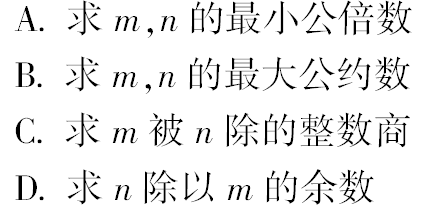 A. 求 m,n 的最小公倍数
B. 求 m,n 的最大公约数
C. 求 m 被 n 除的整数商
D. 求 n 除以 m 的余数